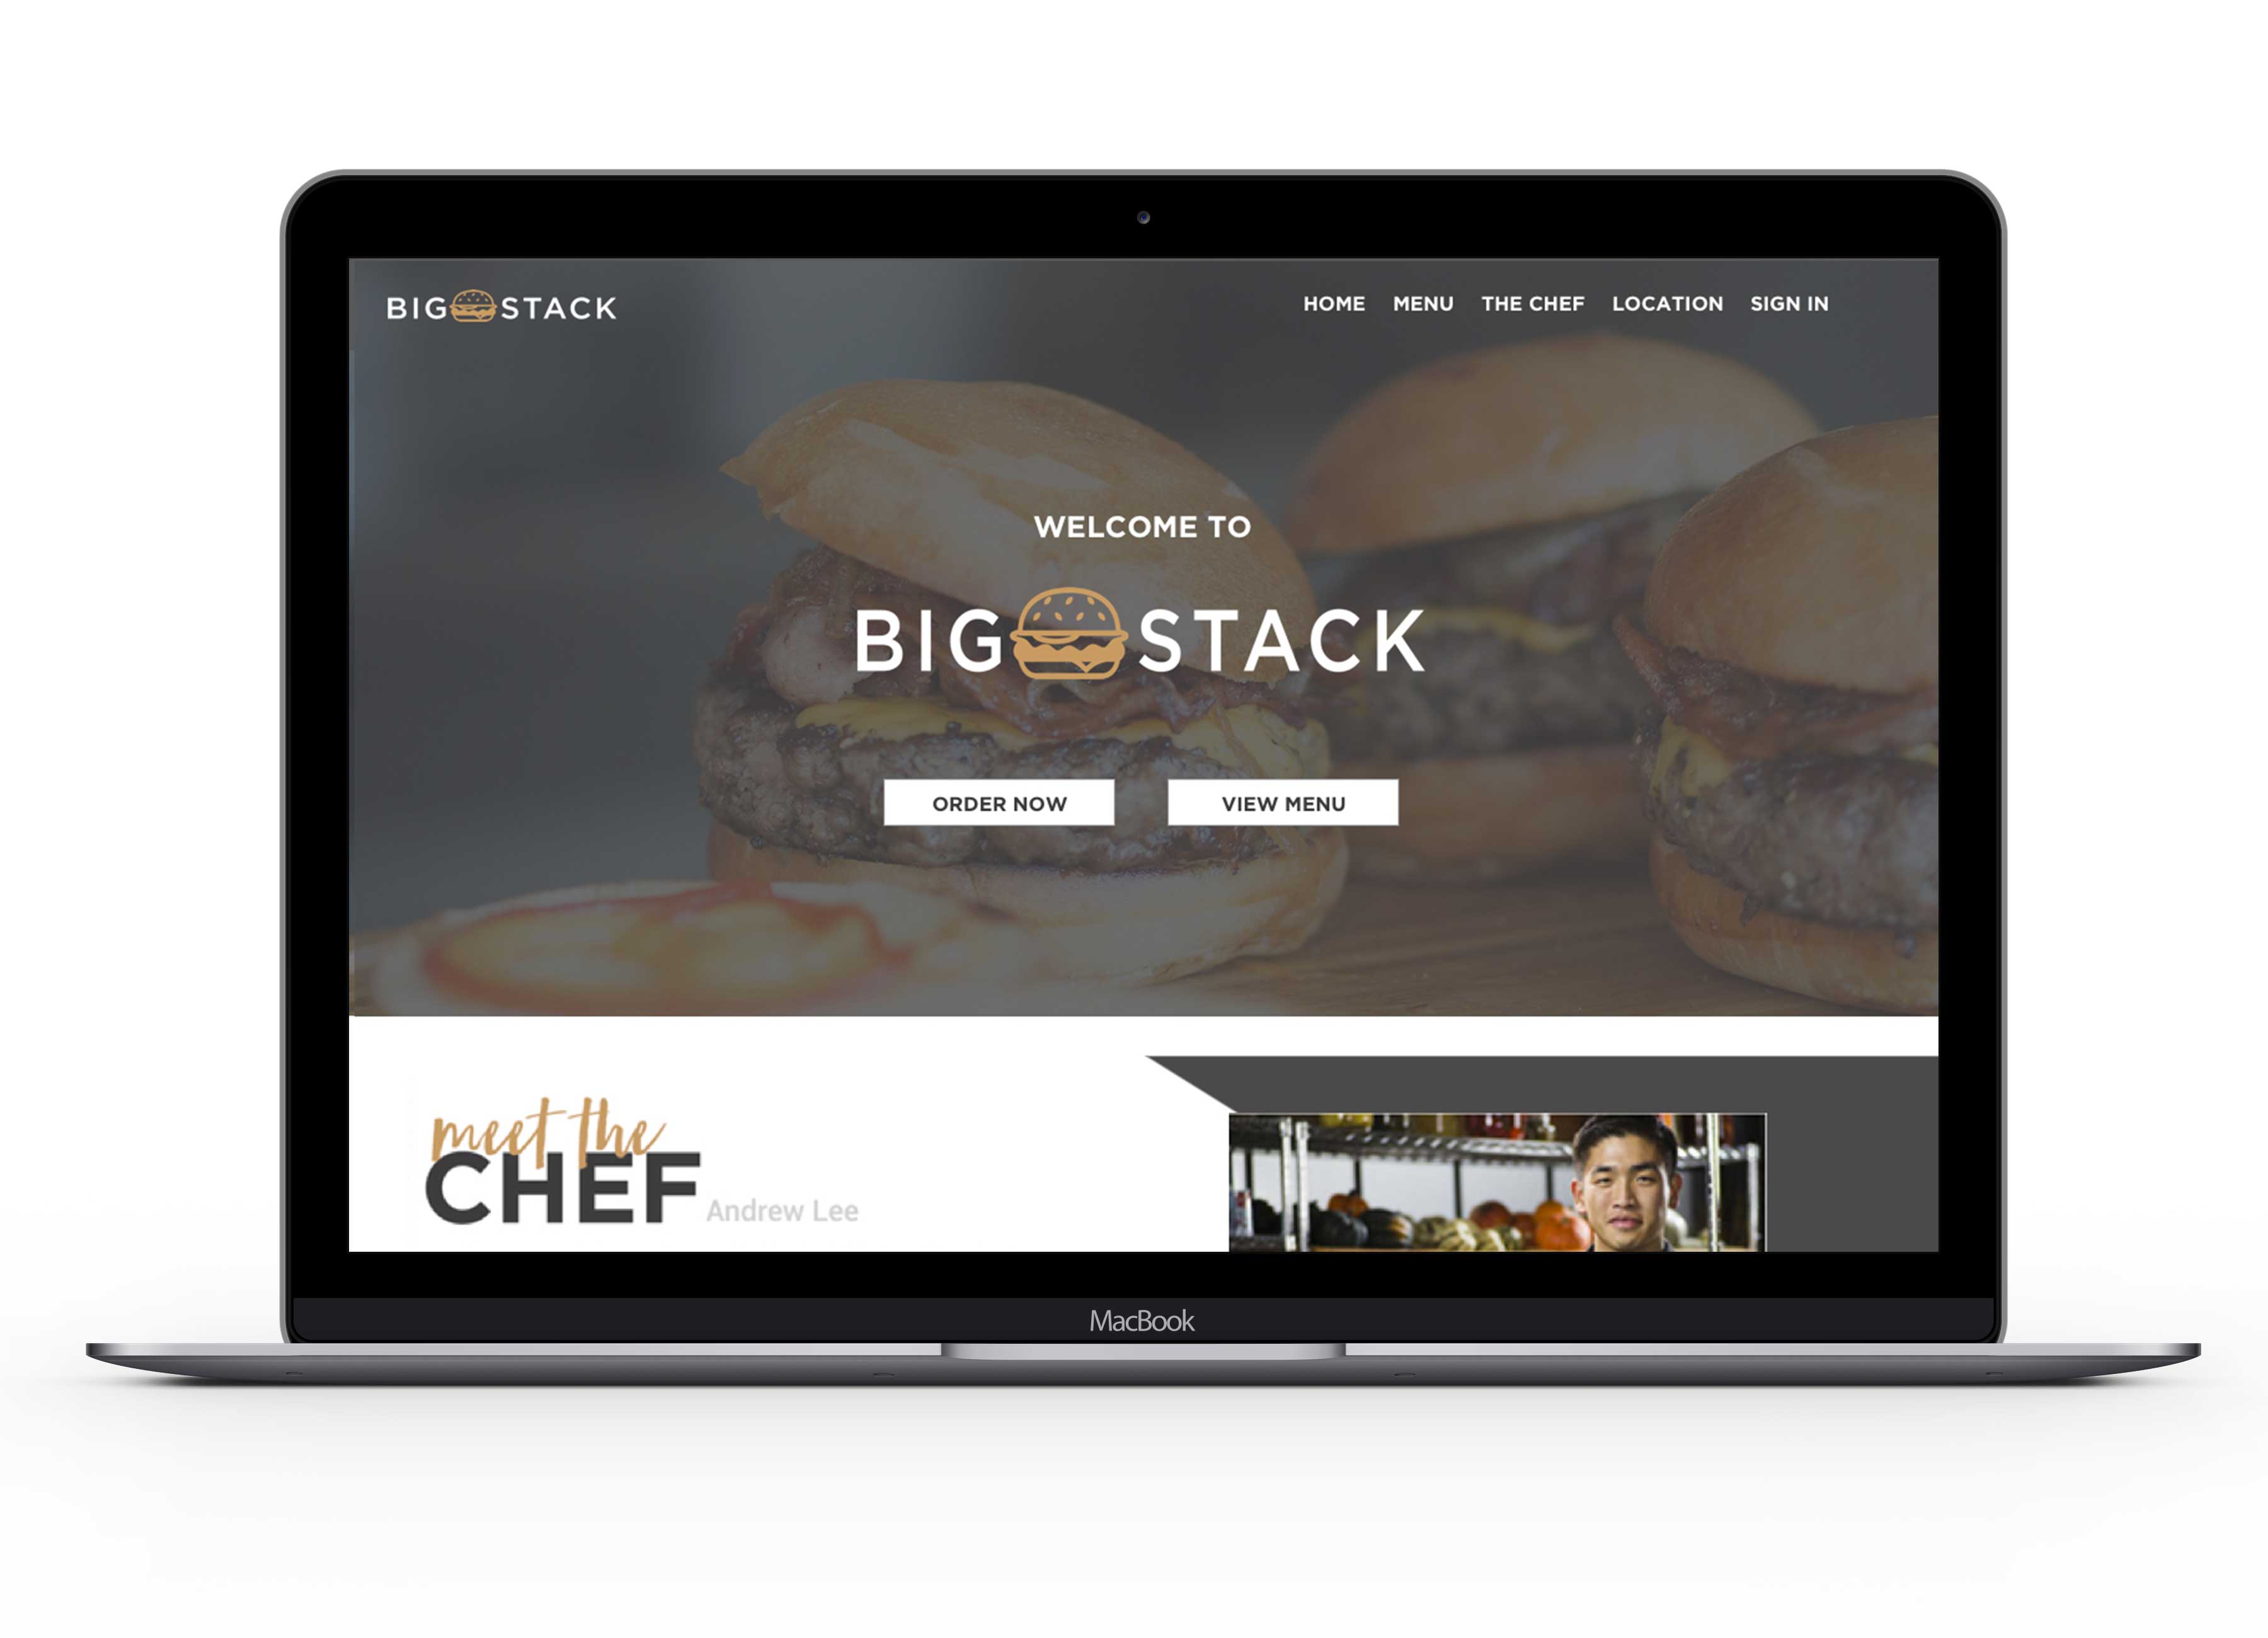 BIG STACK
HOME MENU THE CHEF LOCATION SIGN IN
WELCOME TO
BIG STACK
ORDER NOW VIEW MENU
meet the
CHEF Andrew Lee
MacBook